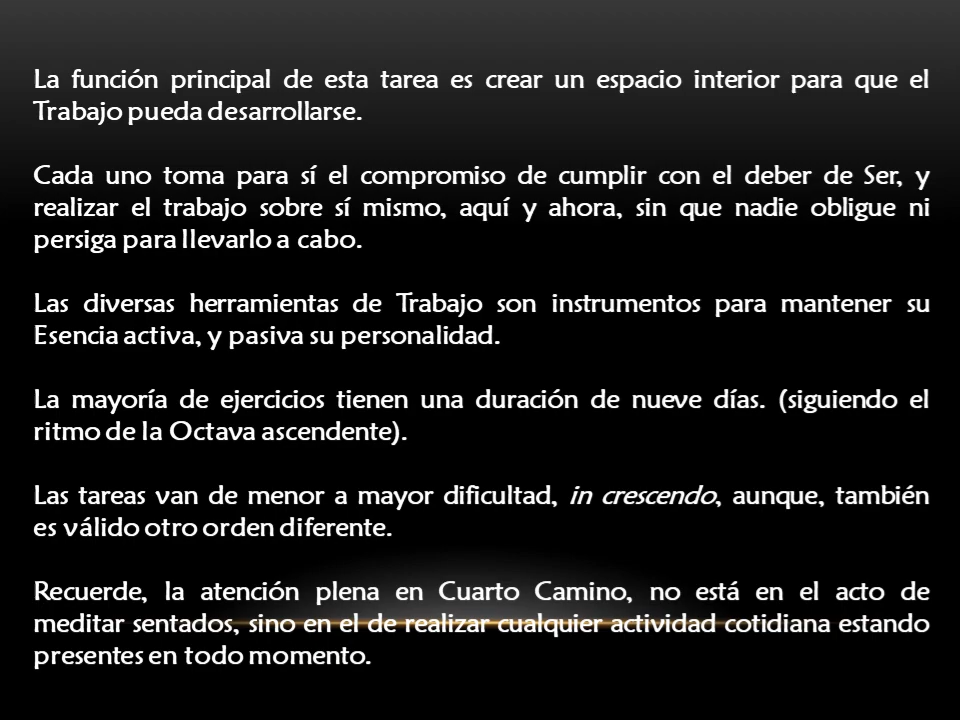 La función principal de esta tarea es crear un espacio interior para que el
Trabajo pueda desarrollarse.
Cada uno toma para sí el compromiso de cumplir con el deber de Ser, y
realizar el trabajo sobre sí mismo, aquí y ahora, sin que nadie obligue ni
persiga para llevarlo a cabo.
Las diversas herramientas de Trabajo son instrumentos para mantener su
Esencia activa, y pasiva su personalidad.
La mayoría de ejercicios tienen una duración de nueve días. (siguiendo el
ritmo de la Octava ascendente).
Las tareas van de menor a mayor dificultad, in crescendo, aunque, también
es válido otro orden diferente.
Recuerde, la atención plena en Cuarto Camino, no está en el acto de
meditar sentados, sino en el de realizar cualquier actividad cotidiana estando
presentes en todo momento.